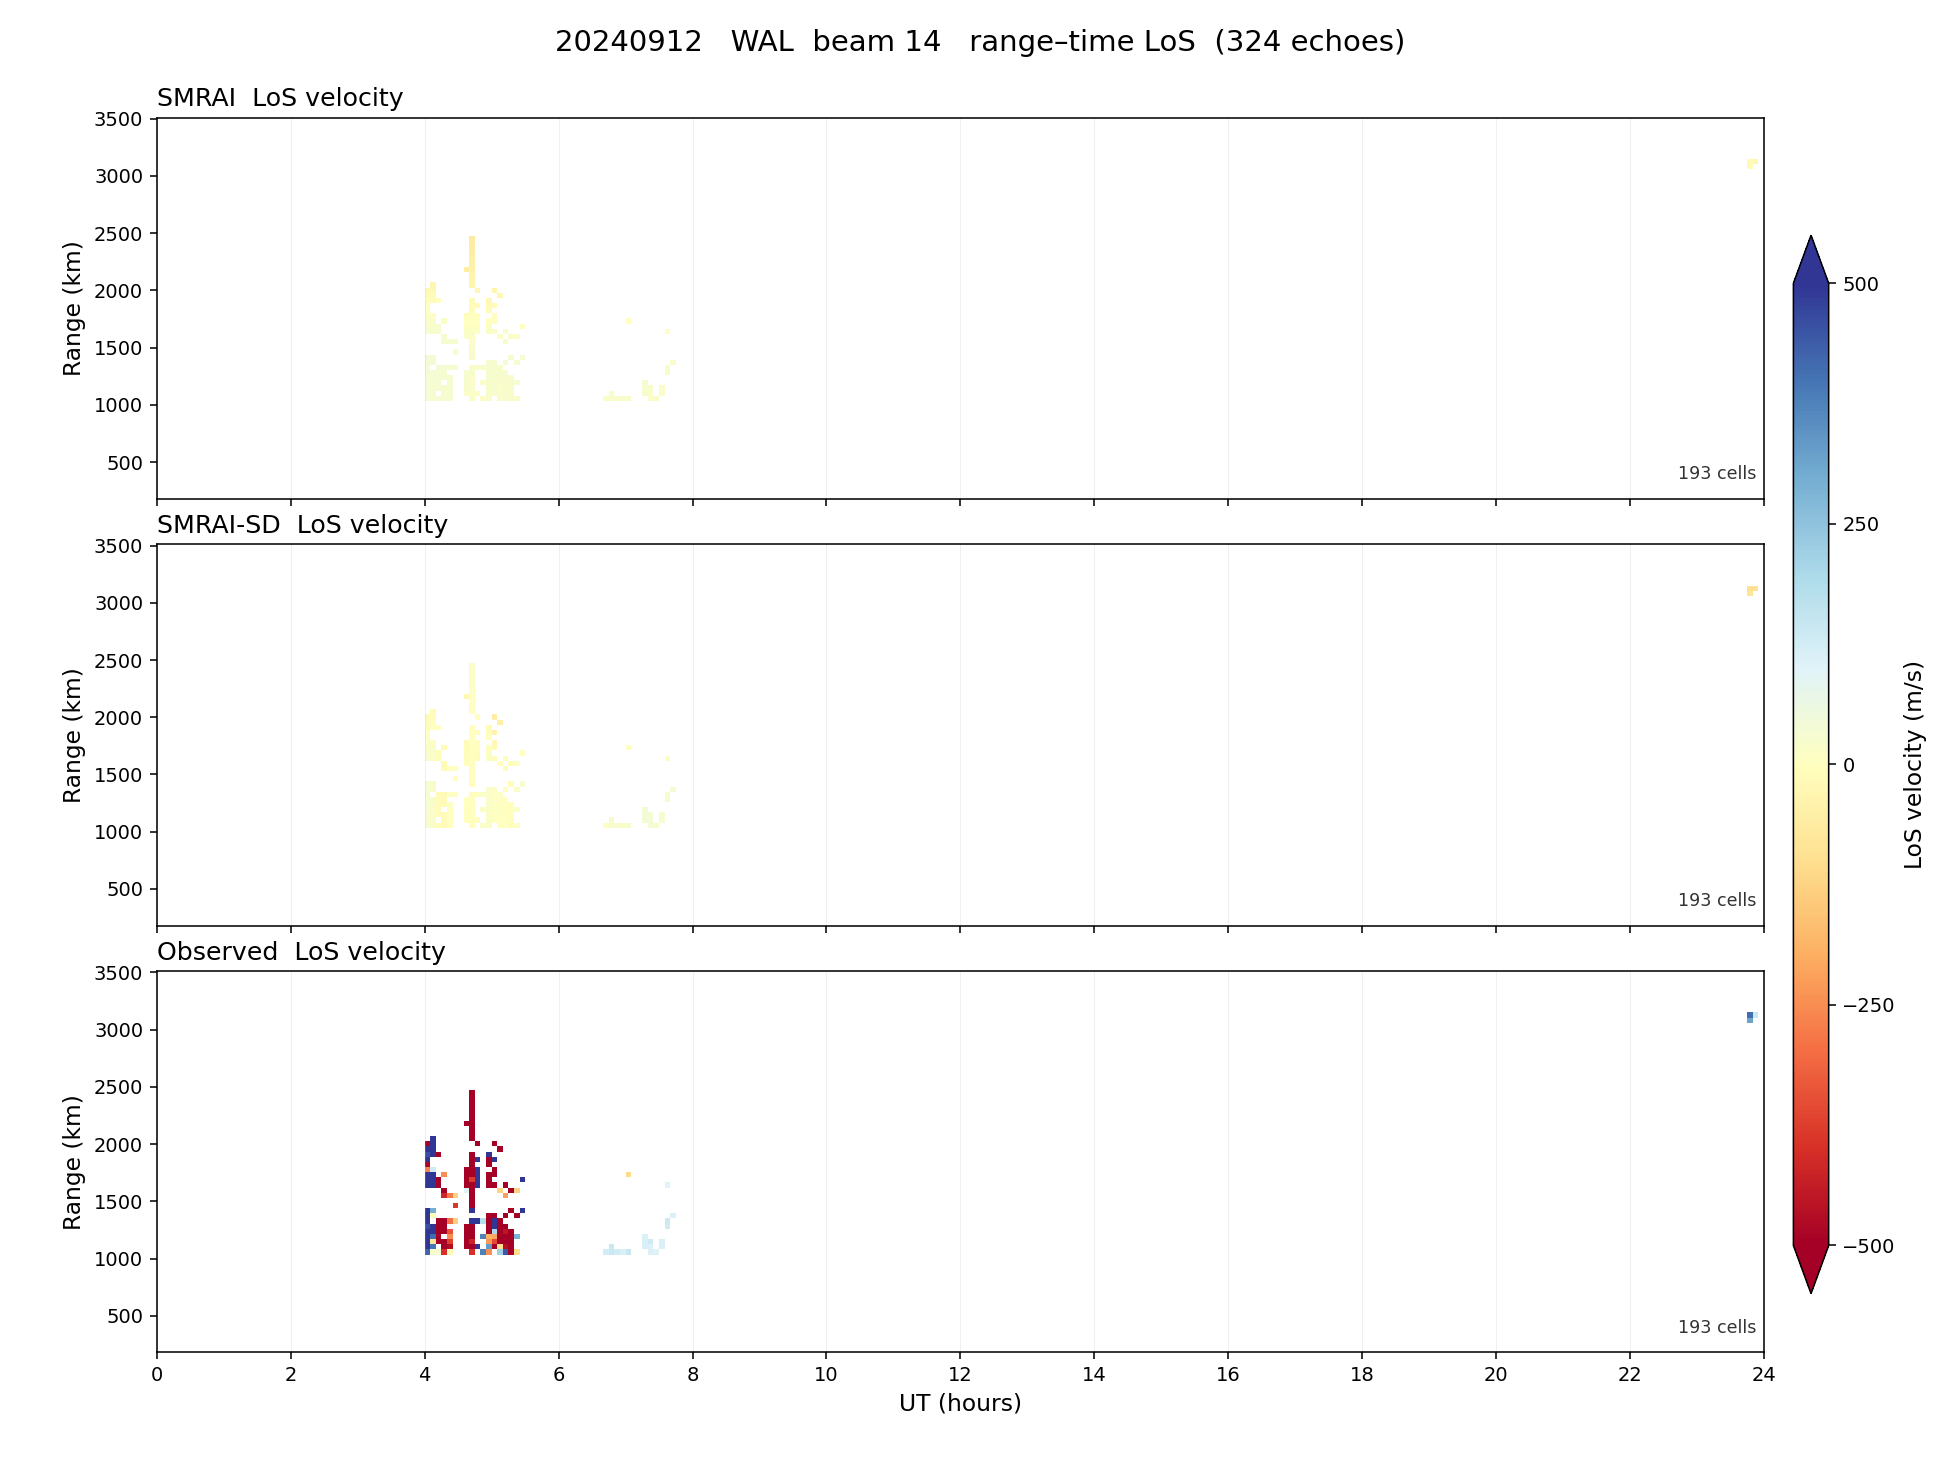 20240912 WAL beam 14 range–time LoS (324 echoes)
SMRAI LoS velocity
3500
3000
2500
2000
1500
1000
500
Range (km)
193 cells
SMRAI-SD LoS velocity
3500
3000
2500
2000
1500
1000
500
Range (km)
193 cells
Observed LoS velocity
3500
3000
2500
2000
1500
1000
500
Range (km)
193 cells
0 2 4 6 8 10 12 14 16 18 20 22 24
UT (hours)
500
250
0
−250
−500
LoS velocity (m/s)